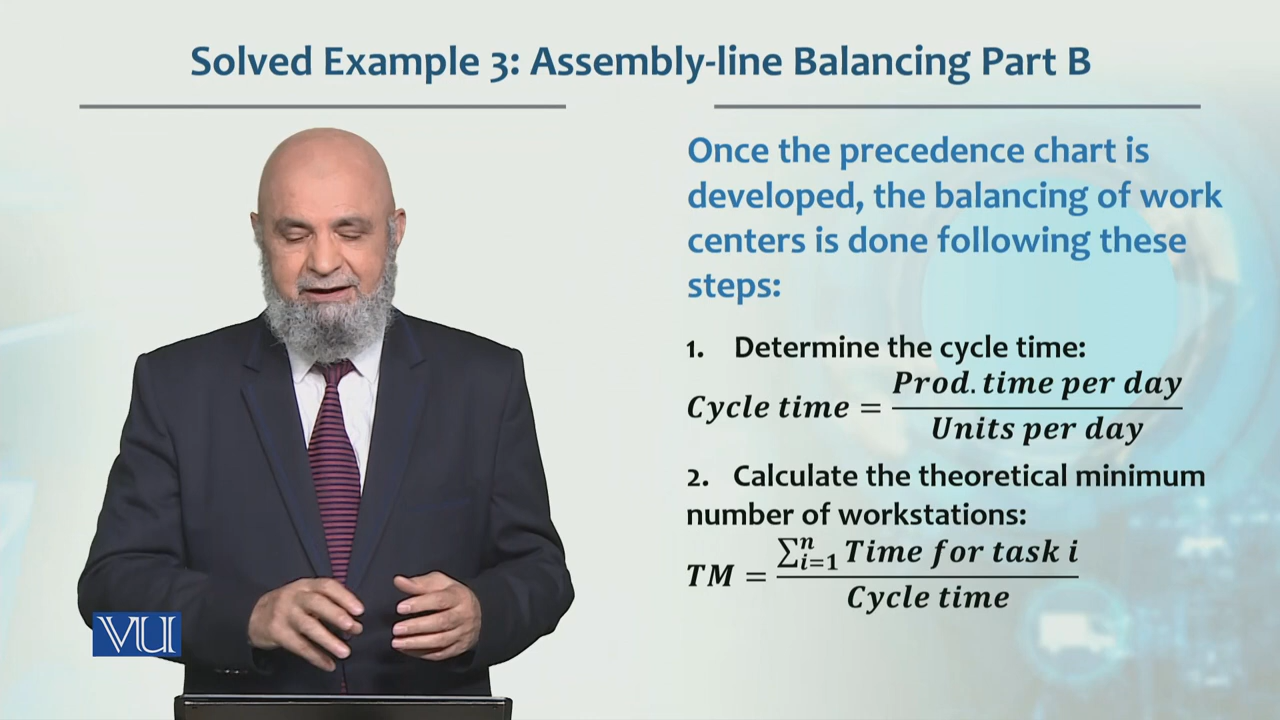 Solved Example 3: Assembly-line Balancing Part B
Once the precedence chart is
developed, the balancing of work
centers is done following these
steps:
1. Determine the cycle time:
Cycle time = Prod. time per day / Units per day
2. Calculate the theoretical minimum
number of workstations:
TM = ∑ⁿᵢ₌₁ Time for task i / Cycle time
VU